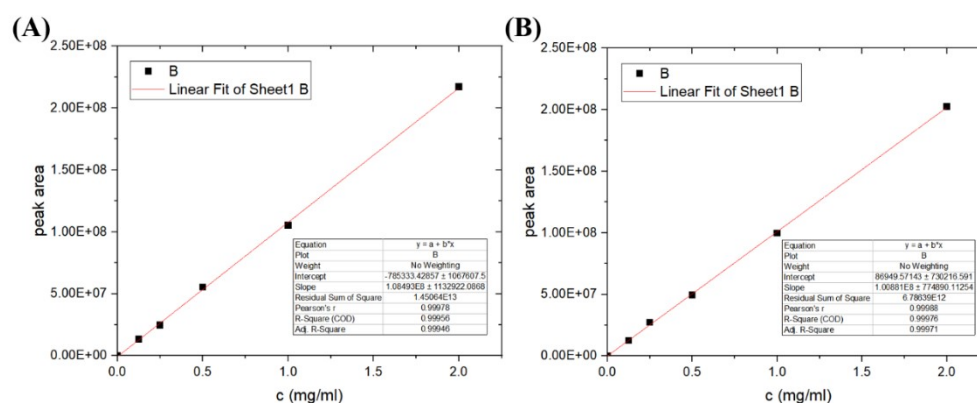 (A)
2.50E+08
2.00E+08
1.50E+08
1.00E+08
5.00E+07
0.00E+00
peak area
B
Linear Fit of Sheet1 B
Equation y = a + b*x
Plot B
Weight No Weighting
Intercept -785333.42857 ± 1067607.5
Slope 1.08493E8 ± 1132922.0868
Residual Sum of Square 1.45064E13
Pearson's r 0.99978
R-Square (COD) 0.99956
Adj. R-Square 0.99946
0.0 0.5 1.0 1.5 2.0
c (mg/ml)
(B)
2.50E+08
2.00E+08
1.50E+08
1.00E+08
5.00E+07
0.00E+00
peak area
B
Linear Fit of Sheet1 B
Equation y = a + b*x
Plot B
Weight No Weighting
Intercept 86949.57143 ± 730216.591
Slope 1.00881E8 ± 774890.11254
Residual Sum of Square 6.78639E12
Pearson's r 0.99988
R-Square (COD) 0.99976
Adj. R-Square 0.99971
0.0 0.5 1.0 1.5 2.0
c (mg/ml)